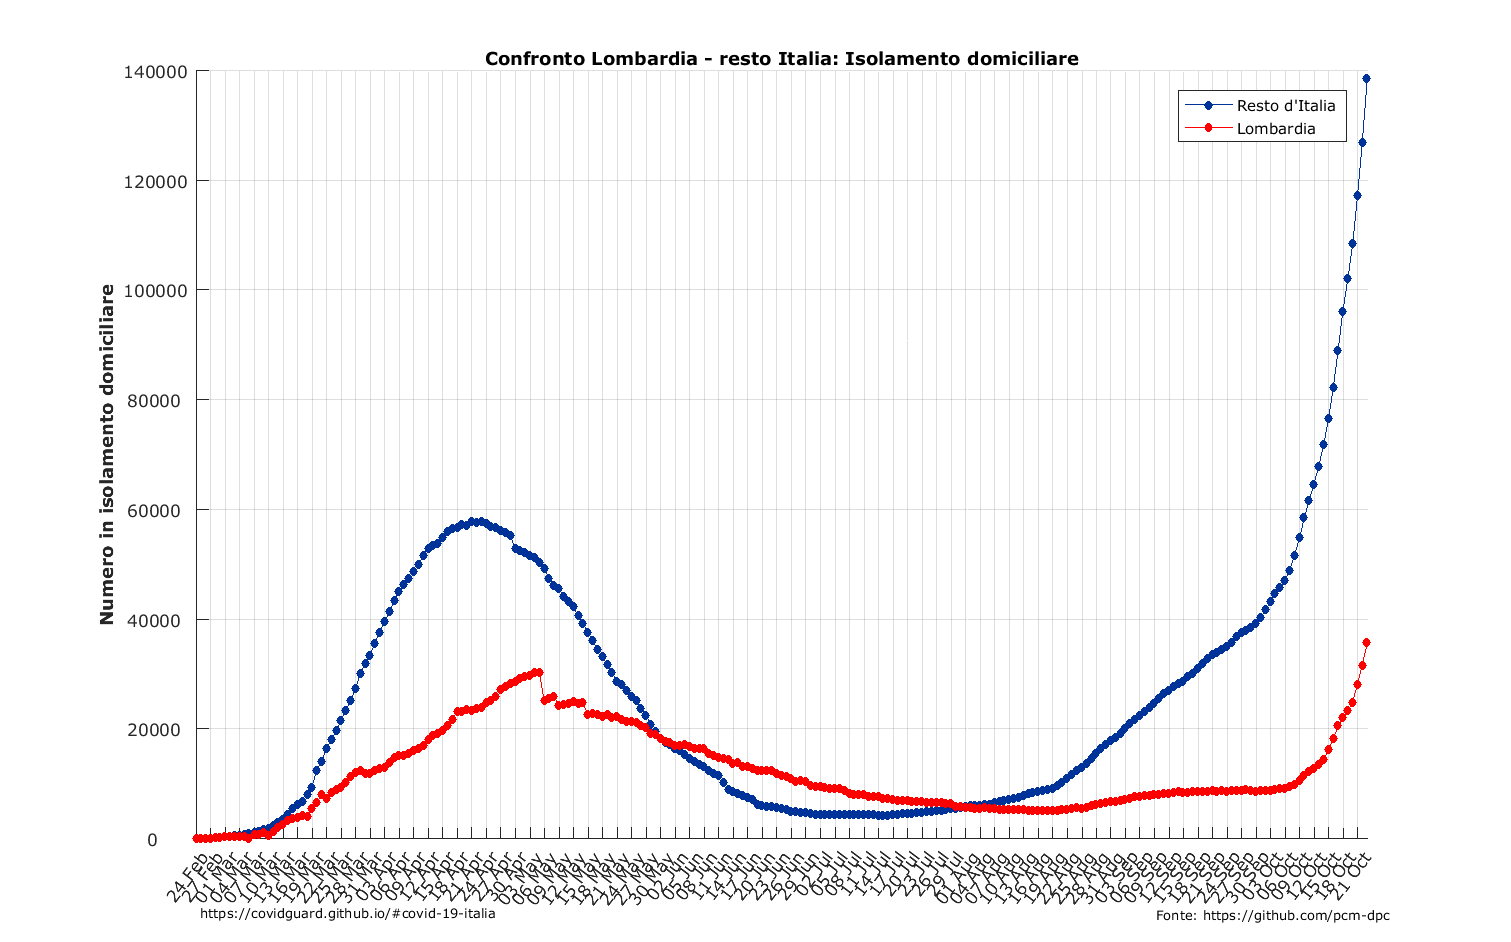 Confronto Lombardia - resto Italia: Isolamento domiciliare
Numero in isolamento domiciliare
140000
120000
100000
80000
60000
40000
20000
0
Resto d'Italia
Lombardia
24 Feb
27 Feb
01 Mar
04 Mar
07 Mar
10 Mar
13 Mar
16 Mar
19 Mar
22 Mar
25 Mar
28 Mar
31 Mar
03 Apr
06 Apr
09 Apr
12 Apr
15 Apr
18 Apr
21 Apr
24 Apr
27 Apr
30 Apr
03 May
06 May
09 May
12 May
15 May
18 May
21 May
24 May
27 May
30 May
02 Jun
05 Jun
08 Jun
11 Jun
14 Jun
17 Jun
20 Jun
23 Jun
26 Jun
29 Jun
02 Jul
05 Jul
08 Jul
11 Jul
14 Jul
17 Jul
20 Jul
23 Jul
26 Jul
29 Jul
01 Aug
04 Aug
07 Aug
10 Aug
13 Aug
16 Aug
19 Aug
22 Aug
25 Aug
28 Aug
31 Aug
03 Sep
06 Sep
09 Sep
12 Sep
15 Sep
18 Sep
21 Sep
24 Sep
27 Sep
30 Sep
03 Oct
06 Oct
09 Oct
12 Oct
15 Oct
18 Oct
21 Oct
https://covidguard.github.io/#covid-19-italia
Fonte: https://github.com/pcm-dpc